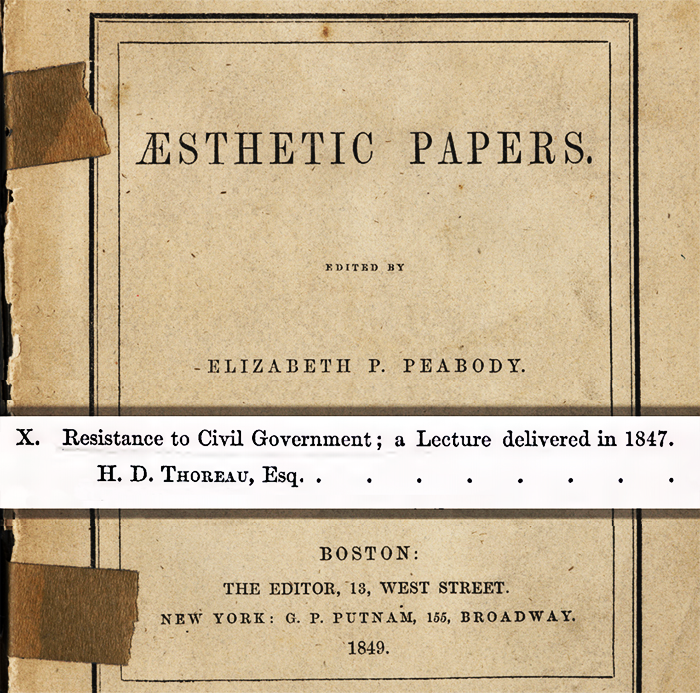 ÆSTHETIC PAPERS.
EDITED BY
ELIZABETH P. PEABODY.
X. Resistance to Civil Government; a Lecture delivered in 1847.
H. D. THOREAU, Esq. . . . . . . . .
BOSTON:
THE EDITOR, 13, WEST STREET.
NEW YORK: G. P. PUTNAM, 155, BROADWAY.
1849.